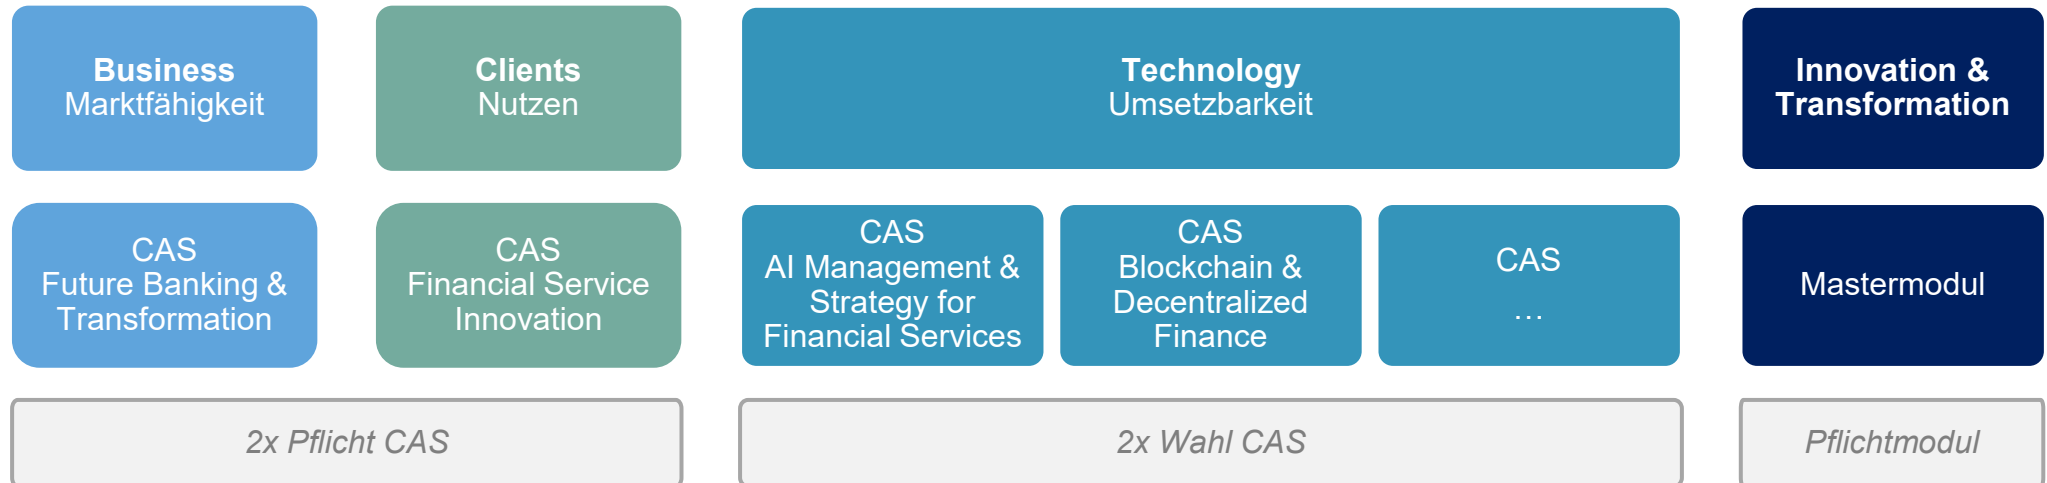 Business
Marktfähigkeit
Clients
Nutzen
Technology
Umsetzbarkeit
Innovation &
Transformation
CAS
Future Banking &
Transformation
CAS
Financial Service
Innovation
CAS
AI Management &
Strategy for
Financial Services
CAS
Blockchain &
Decentralized
Finance
CAS
…
Mastermodul
2x Pflicht CAS
2x Wahl CAS
Pflichtmodul